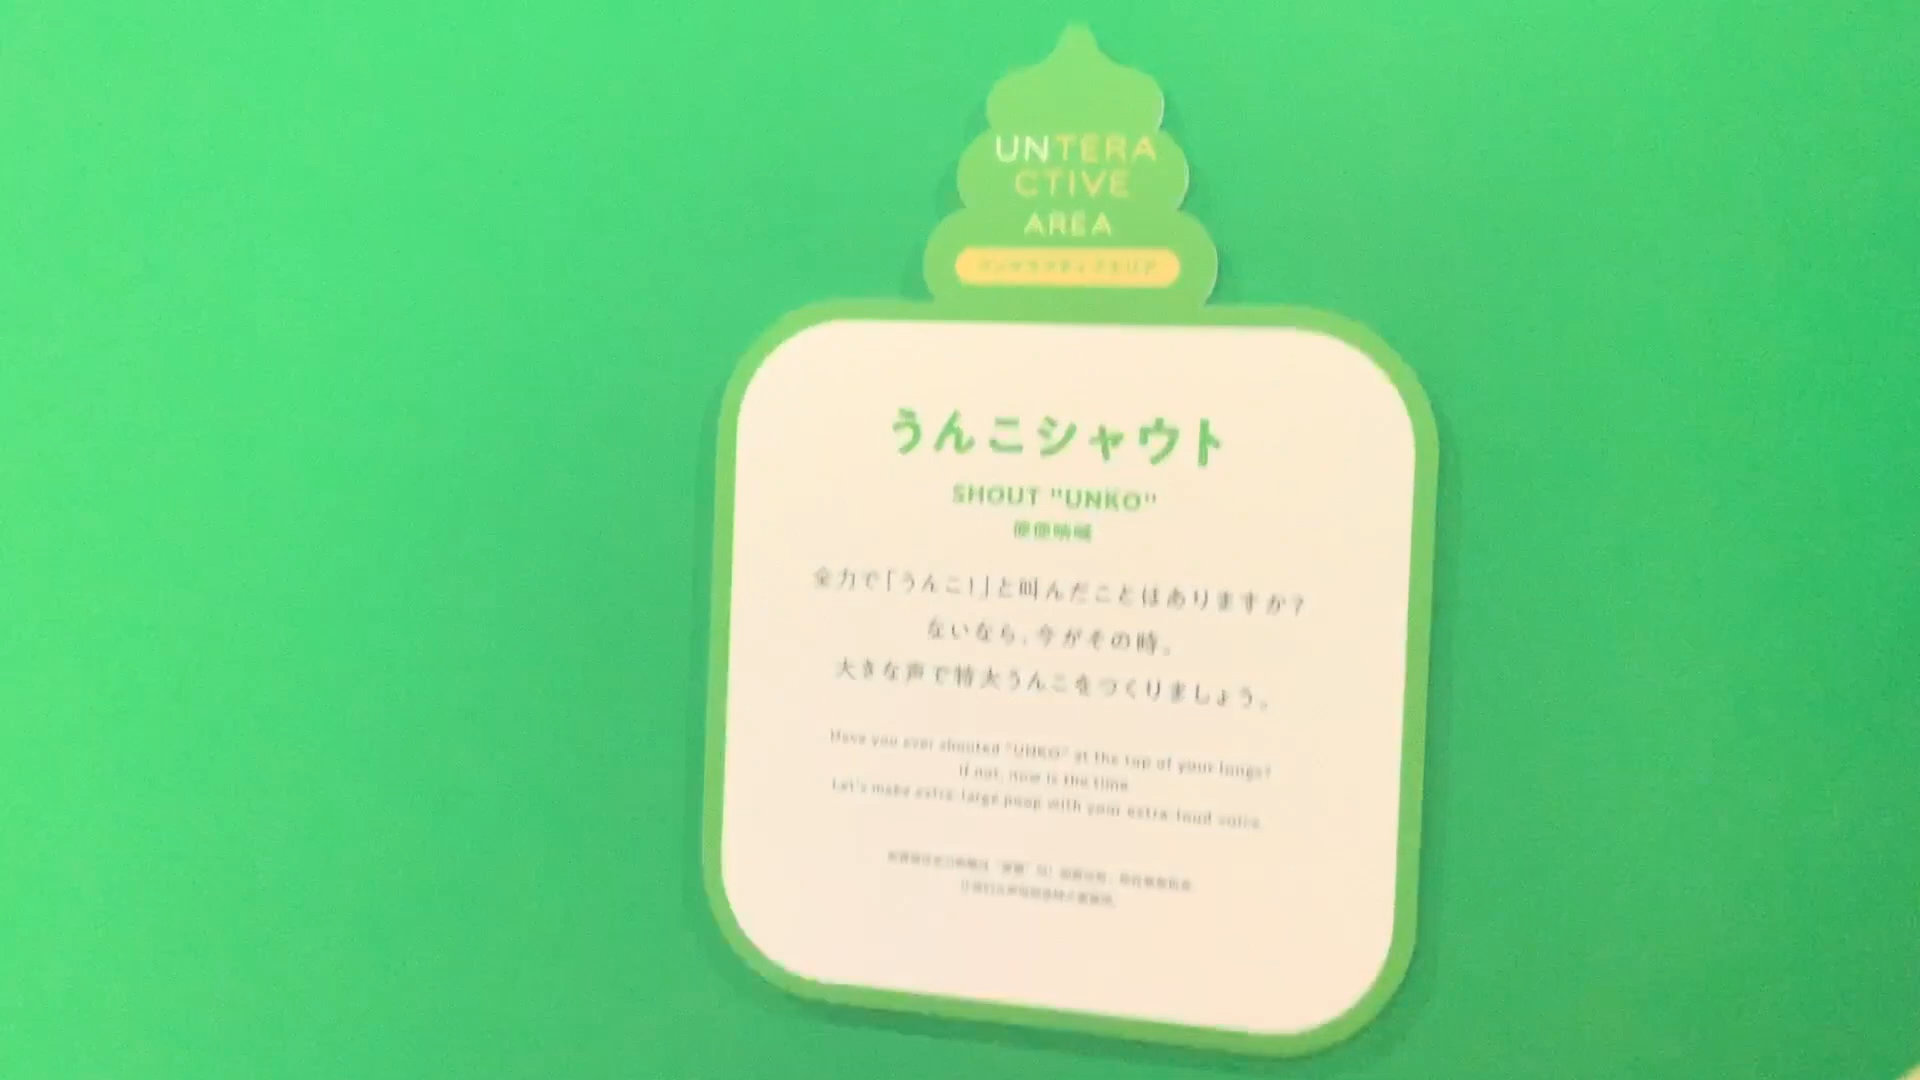 UNTERA
CTIVE
AREA
うんこシャウト
SHOUT "UNKO"
便便呐喊
全力で「うんこ!」と叫んだことはありますか?
ないなら、今がその時。
大きな声で特大うんこをつくりましょう。
Have you ever shouted "UNKO" at the top of your lungs?
If not, now is the time.
Let's make extra-large poop with your extra-loud voice.